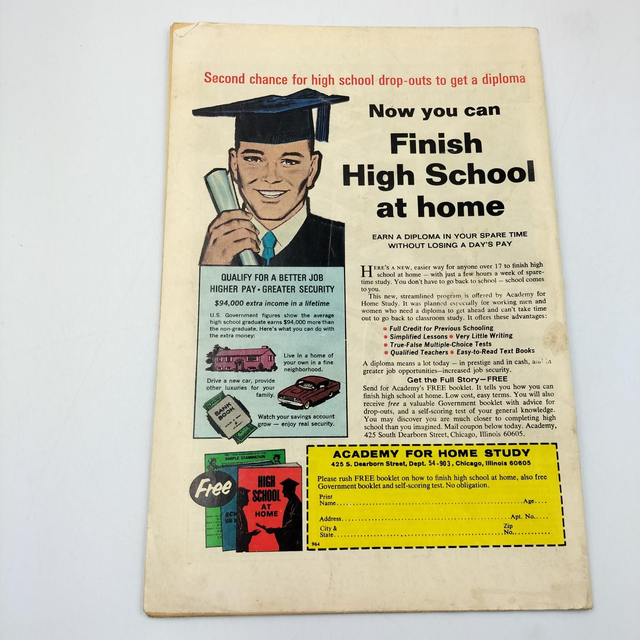 Second chance for high school drop-outs to get a diploma
Now you can
Finish
High School
at home
EARN A DIPLOMA IN YOUR SPARE TIME
WITHOUT LOSING A DAY'S PAY
QUALIFY FOR A BETTER JOB
HIGHER PAY • GREATER SECURITY
$94,000 extra income in a lifetime
U.S. Government figures show the average
high school graduate earns $94,000 more than
the non-graduate. Here's what you can do with
the extra money:
Live in a home of
your own in a fine
neighborhood.
Drive a new car, provide
other luxuries for your
family.
BANK
BOOK
Watch your savings account
grow — enjoy real security.
HERE'S A NEW, easier way for anyone over 17 to finish high
school at home — with just a few hours a week of spare-
time study. You don't have to go back to school — school comes
to you.
This new, streamlined program is offered by Academy for
Home Study. It was planned especially for working men and
women who need a diploma to get ahead and can't take time
out to go back to classroom study. It offers these advantages:
• Full Credit for Previous Schooling
• Simplified Lessons • Very Little Writing
• True-False Multiple-Choice Tests
• Qualified Teachers • Easy-to-Read Text Books
A diploma means a lot today — in prestige and in cash, and in
greater job opportunities—increased job security.
Get the Full Story—FREE
Send for Academy's FREE booklet. It tells you how you can
finish high school at home. Low cost, easy terms. You will also
receive free a valuable Government booklet with advice for
drop-outs, and a self-scoring test of your general knowledge.
You may discover you are much closer to completing high
school than you imagined. Mail coupon below today. Academy,
425 South Dearborn Street, Chicago, Illinois 60605.
Free
SAMPLE EXAMINATION
HIGH
SCHOOL
AT
HOME
ACADEMY FOR HOME STUDY
425 S. Dearborn Street, Dept. 54-903, Chicago, Illinois 60605
Please rush FREE booklet on how to finish high school at home, also free
Government booklet and self-scoring test. No obligation.
Print
Name Age
Address Apt. No.
City & Zip
State No.
964